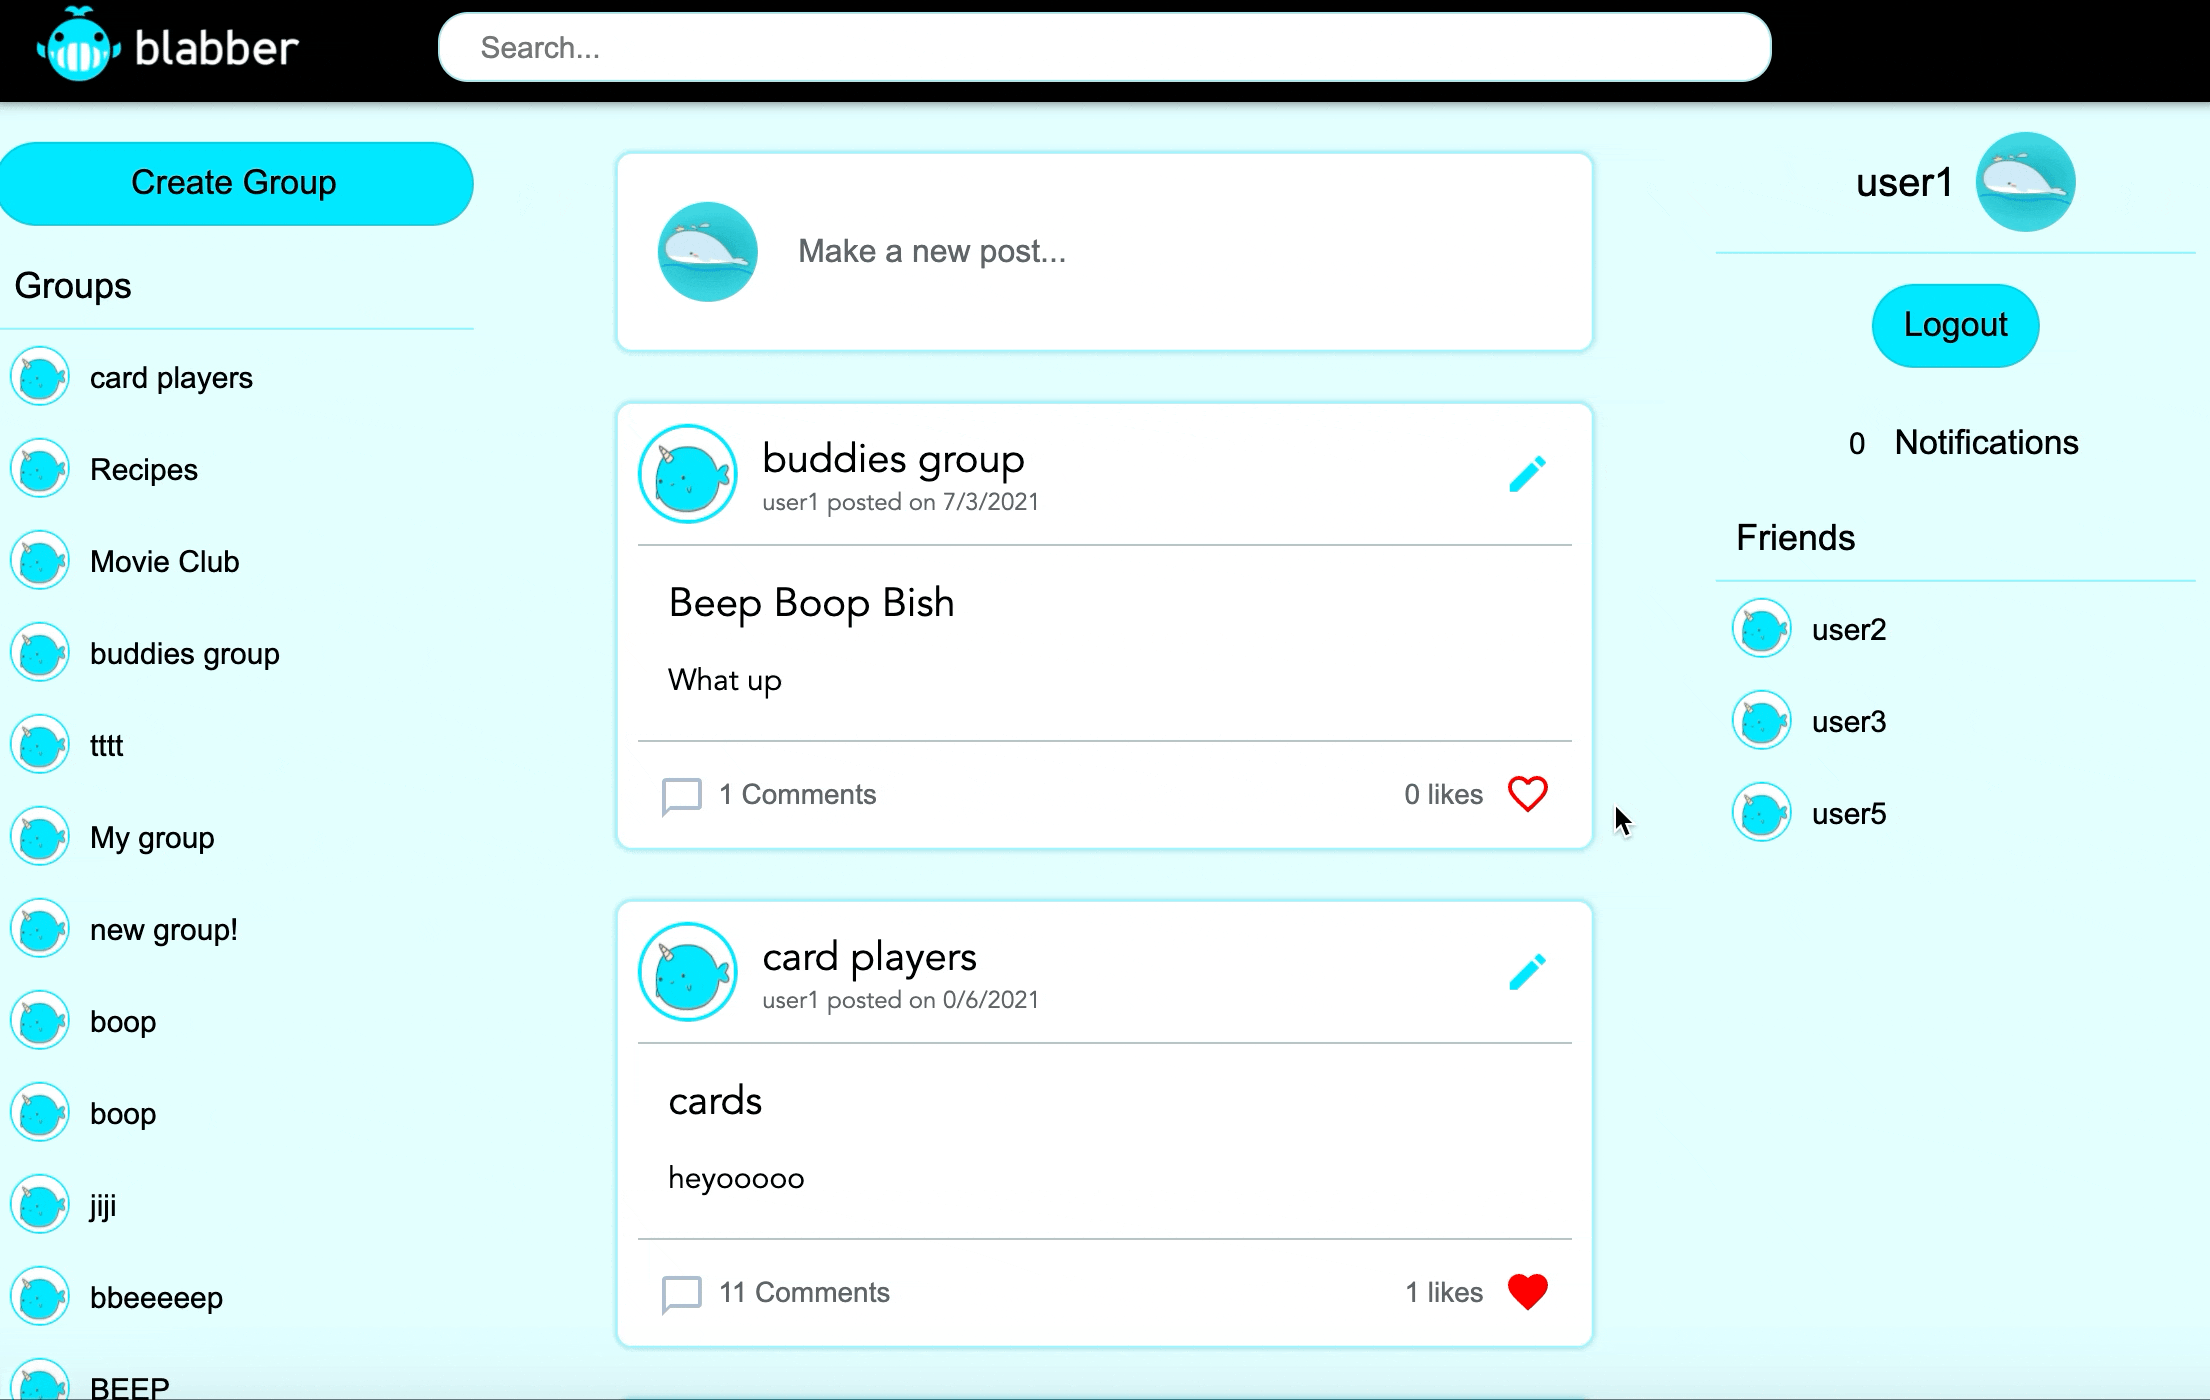 blabber
Search...
Create Group
Groups
card players
Recipes
Movie Club
buddies group
tttt
My group
new group!
boop
boop
jiji
bbeeeeep
BEEP
Make a new post...
buddies group
user1 posted on 7/3/2021
Beep Boop Bish
What up
1 Comments
0 likes
card players
user1 posted on 0/6/2021
cards
heyooooo
11 Comments
1 likes
user1
Logout
0 Notifications
Friends
user2
user3
user5